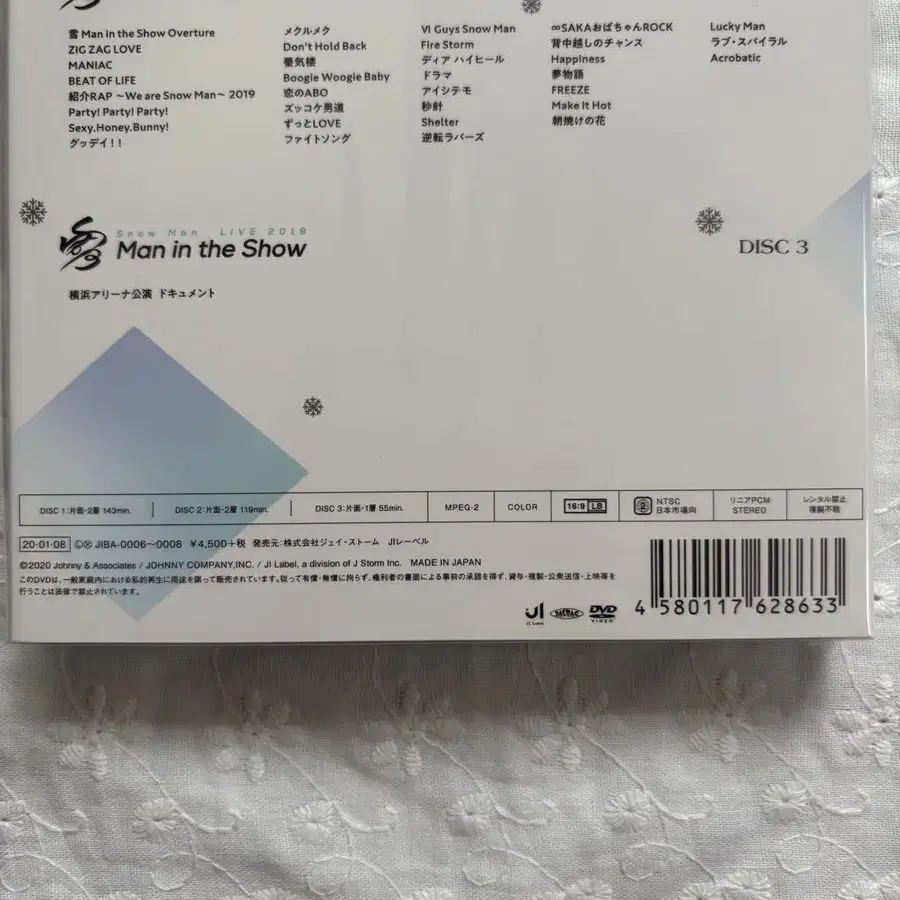 雪 Man in the Show Overture
ZIG ZAG LOVE
MANIAC
BEAT OF LIFE
紹介RAP ～We are Snow Man～ 2019
Party! Party! Party!
Sexy.Honey.Bunny!
グッデイ！！
メクルメク
Don't Hold Back
蜃気楼
Boogie Woogie Baby
恋のABO
ズッコケ男道
ずっとLOVE
ファイトソング
VI Guys Snow Man
Fire Storm
ディア ハイヒール
ドラマ
アイシテモ
秒針
Shelter
逆転ラバーズ
∞SAKAおばちゃんROCK
背中越しのチャンス
Happiness
夢物語
FREEZE
Make It Hot
朝焼けの花
Lucky Man
ラブ・スパイラル
Acrobatic
雪
Snow Man LIVE 2019
Man in the Show
DISC 3
横浜アリーナ公演 ドキュメント
DISC 1:片面・2層 143min.
DISC 2:片面・2層 119min.
DISC 3:片面・1層 55min.
MPEG-2
COLOR
16:9 LB
2 NTSC
日本市場向
リニアPCM
STEREO
レンタル禁止
複製不能
20-01-08 ⓁⓍ JIBA-0006～0008 ¥4,500+税 発売元:株式会社ジェイ・ストーム JIレーベル
©2020 Johnny & Associates / JOHNNY COMPANY,INC. / JI Label, a division of J Storm Inc. MADE IN JAPAN
このDVDは、一般家庭内における私的再生に用途を限って販売されています。従って有償・無償に拘らず、権利者の書面による事前の承諾を得ず、貸与・複製・公衆送信・上映等を
行うことは法律で禁止されています。
JI
JI Label
JASRAC
DVD
VIDEO
4 580117 628633